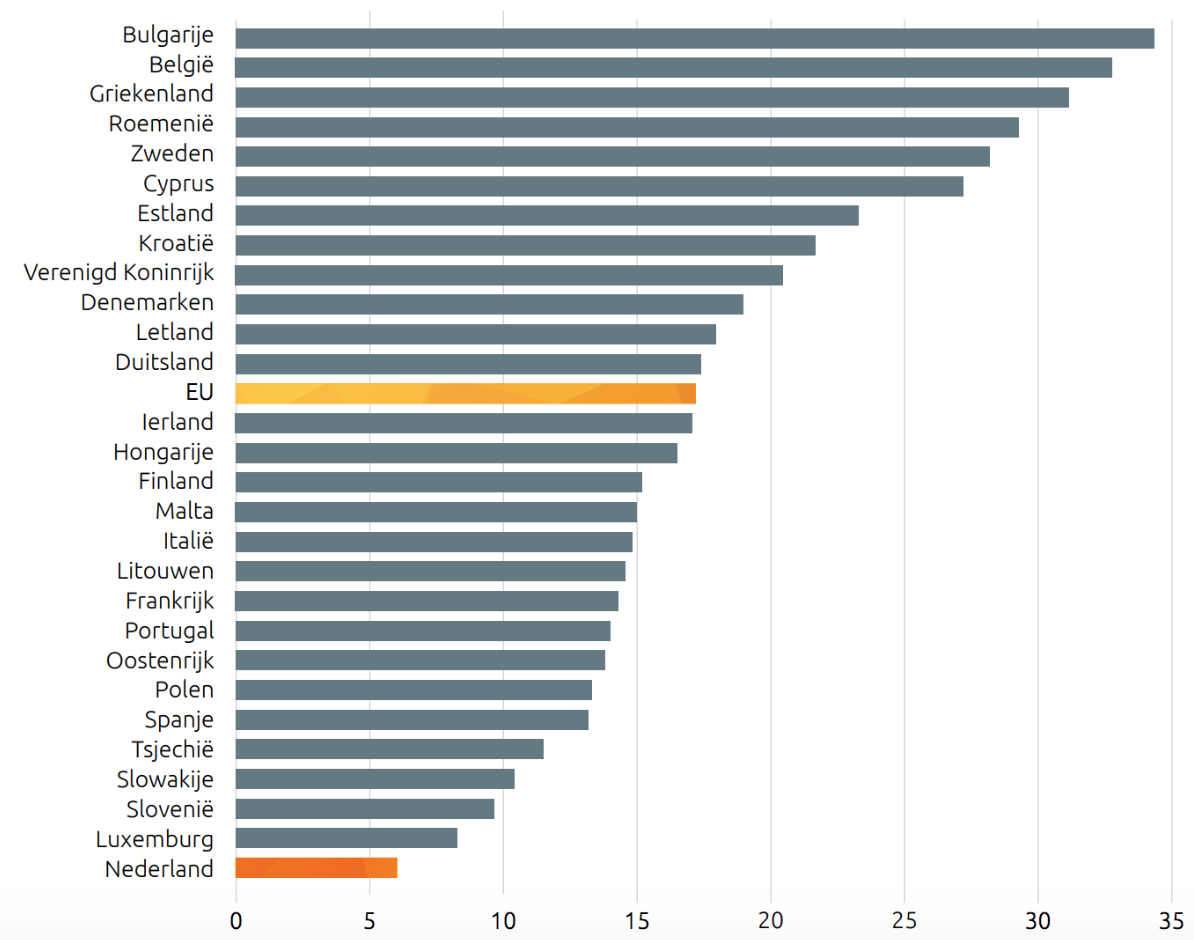 Bulgarije
België
Griekenland
Roemenië
Zweden
Cyprus
Estland
Kroatië
Verenigd Koninrijk
Denemarken
Letland
Duitsland
EU
Ierland
Hongarije
Finland
Malta
Italië
Litouwen
Frankrijk
Portugal
Oostenrijk
Polen
Spanje
Tsjechië
Slowakije
Slovenië
Luxemburg
Nederland
0 5 10 15 20 25 30 35